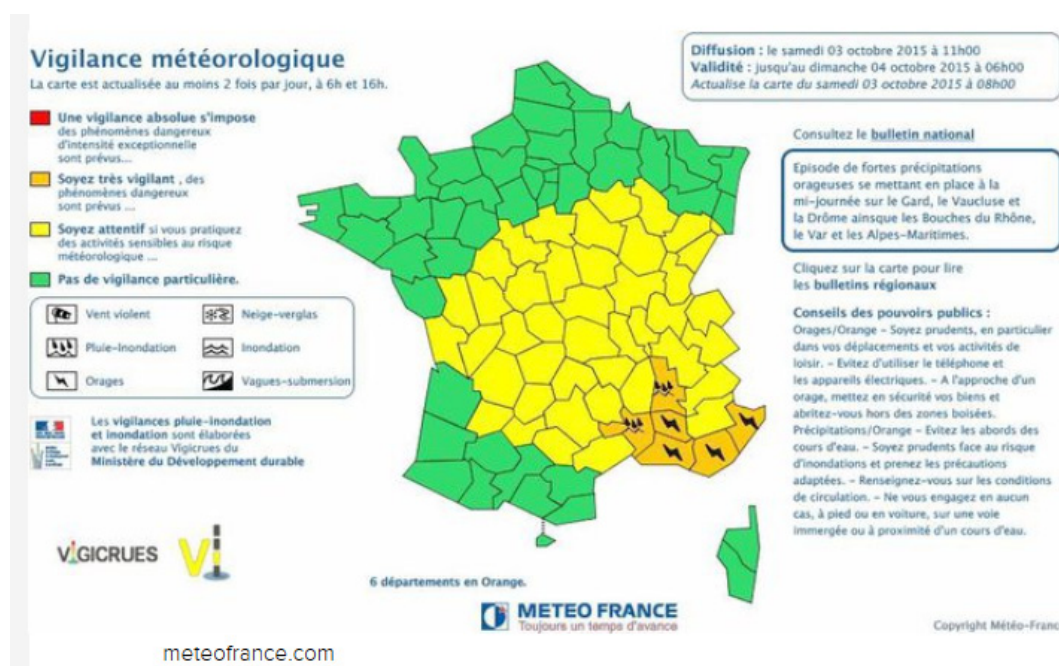 Vigilance météorologique
La carte est actualisée au moins 2 fois par jour, à 6h et 16h.
Une vigilance absolue s'impose
des phénomènes dangereux
d'intensité exceptionnelle
sont prévus...
Soyez très vigilant , des
phénomènes dangereux
sont prévus ...
Soyez attentif si vous pratiquez
des activités sensibles au risque
météorologique ...
Pas de vigilance particulière.
Vent violent
Neige-verglas
Pluie-Inondation
Inondation
Orages
Vagues-submersion
Les vigilances pluie-inondation
et inondation sont élaborées
avec le réseau Vigicrues du
Ministère du Développement durable
VIGICRUES
6 départements en Orange.
METEO FRANCE
Toujours un temps d'avance
Diffusion : le samedi 03 octobre 2015 à 11h00
Validité : jusqu'au dimanche 04 octobre 2015 à 06h00
Actualise la carte du samedi 03 octobre 2015 à 08h00
Consultez le bulletin national
Episode de fortes précipitations
orageuses se mettant en place à la
mi-journée sur le Gard, le Vaucluse et
la Drôme ainsque les Bouches du Rhône,
le Var et les Alpes-Maritimes.
Cliquez sur la carte pour lire
les bulletins régionaux
Conseils des pouvoirs publics :
Orages/Orange – Soyez prudents, en particulier
dans vos déplacements et vos activités de
loisir. – Evitez d'utiliser le téléphone et
les appareils électriques. – A l'approche d'un
orage, mettez en sécurité vos biens et
abritez-vous hors des zones boisées.
Précipitations/Orange – Evitez les abords des
cours d'eau. – Soyez prudents face au risque
d'inondations et prenez les précautions
adaptées. – Renseignez-vous sur les conditions
de circulation. – Ne vous engagez en aucun
cas, à pied ou en voiture, sur une voie
immergée ou à proximité d'un cours d'eau.
Copyright Météo-Franc
meteofrance.com